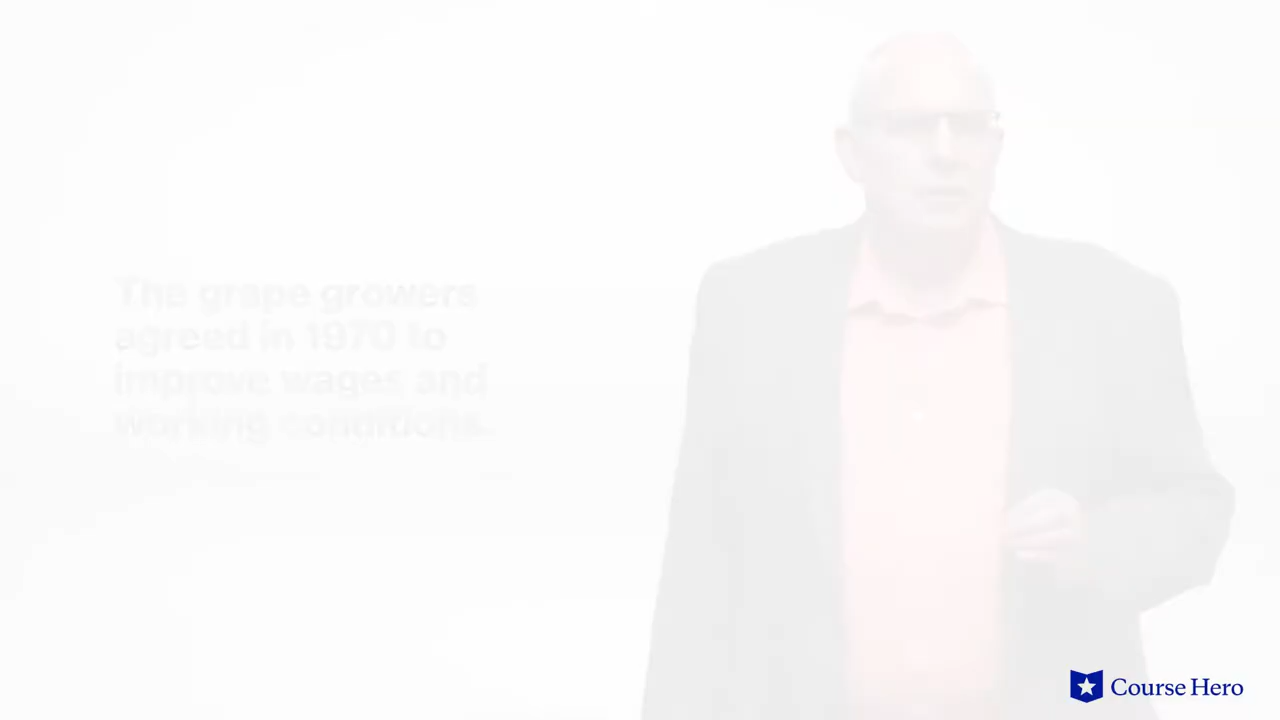 The grape growers
agreed in 1970 to
improve wages and
working conditions.
Course Hero